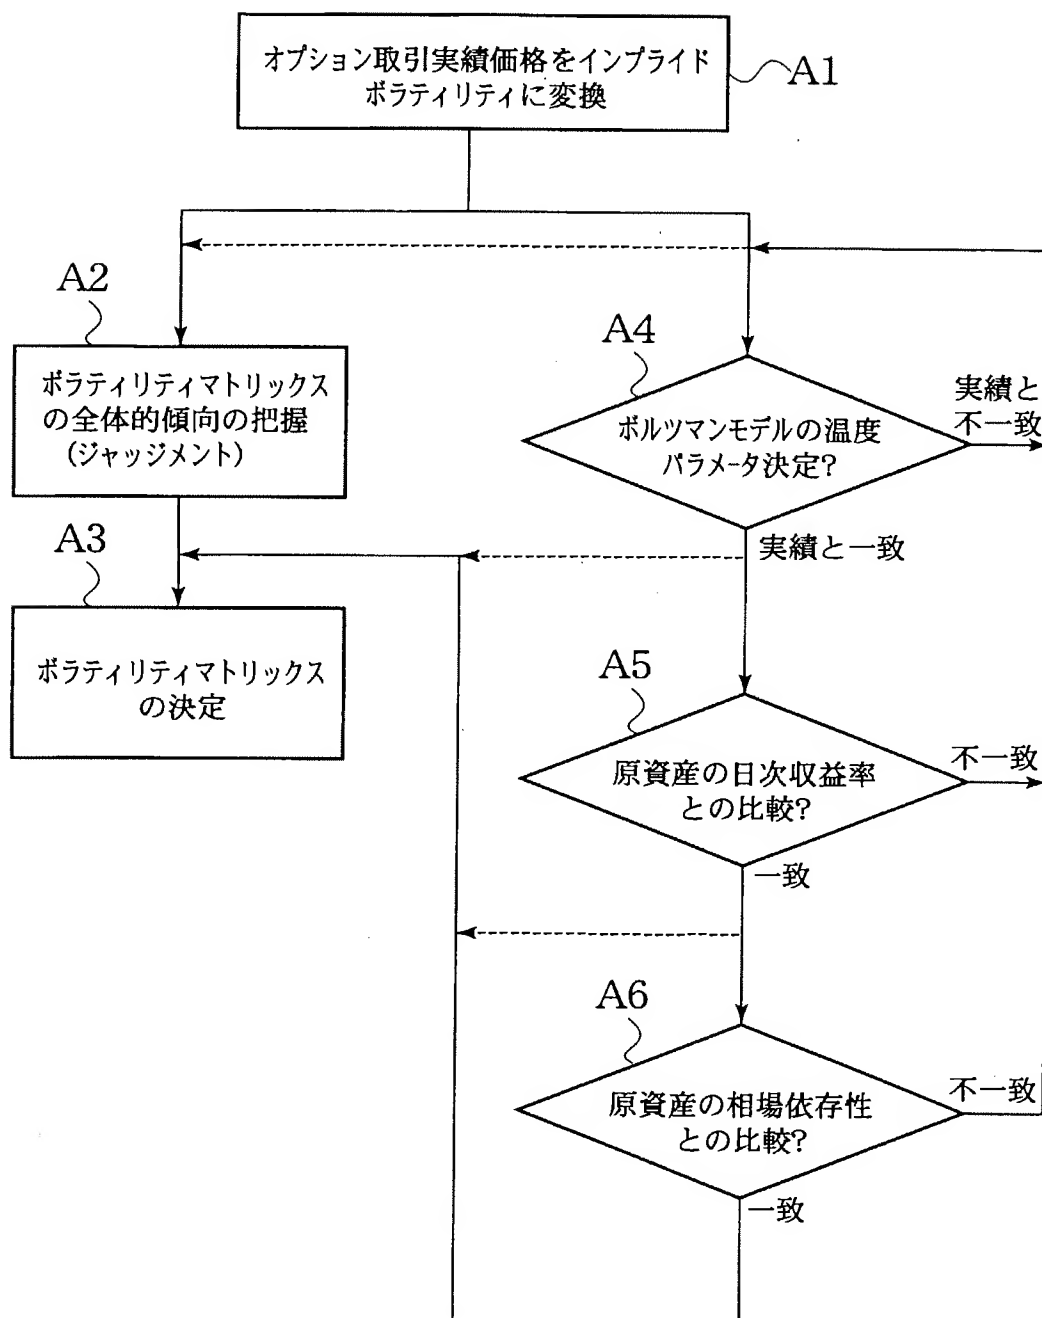 オプション取引実績価格をインプライド
ボラティリティに変換
A1
A2
ボラティリティマトリックス
の全体的傾向の把握
(ジャッジメント)
A3
ボラティリティマトリックス
の決定
A4
ボルツマンモデルの温度
パラメータ決定?
実績と
不一致
実績と一致
A5
原資産の日次収益率
との比較?
不一致
一致
A6
原資産の相場依存性
との比較?
不一致
一致